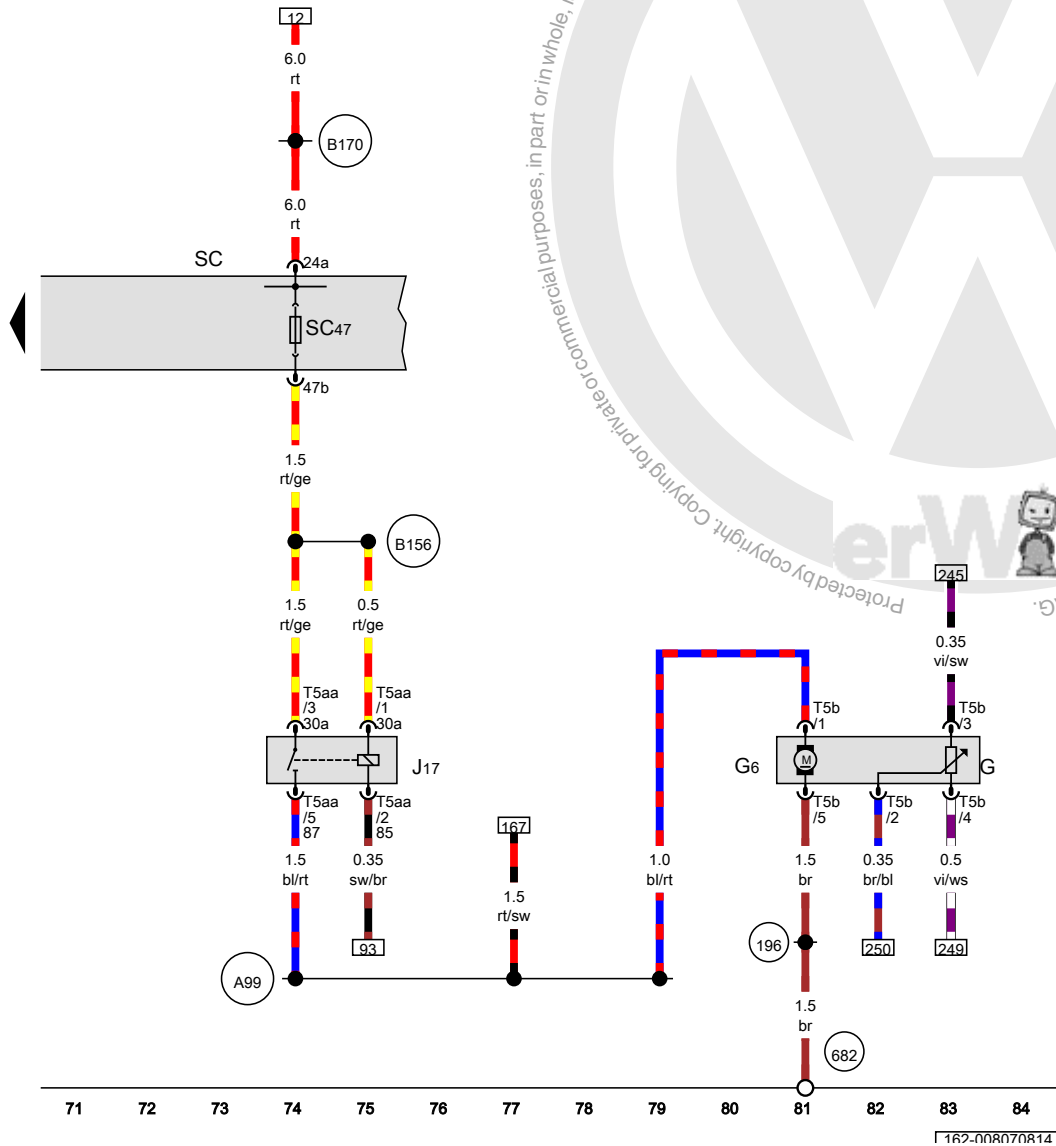 12
6.0
rt
B170
6.0
rt
SC
24a
SC47
47b
1.5
rt/ge
B156
1.5
rt/ge
0.5
rt/ge
T5aa
/3
30a
T5aa
/1
30a
J17
T5aa
/5
87
T5aa
/2
85
1.5
bl/rt
0.35
sw/br
93
A99
167
1.5
rt/sw
1.0
bl/rt
245
0.35
vi/sw
T5b
/1
T5b
/3
G6
M
G
T5b
/5
T5b
/2
T5b
/4
1.5
br
0.35
br/bl
0.5
vi/ws
196
250
249
1.5
br
682
71 72 73 74 75 76 77 78 79 80 81 82 83 84
162-008070814
Protected by copyright. Copying for private or commercial purposes, in part or in whole,
erW